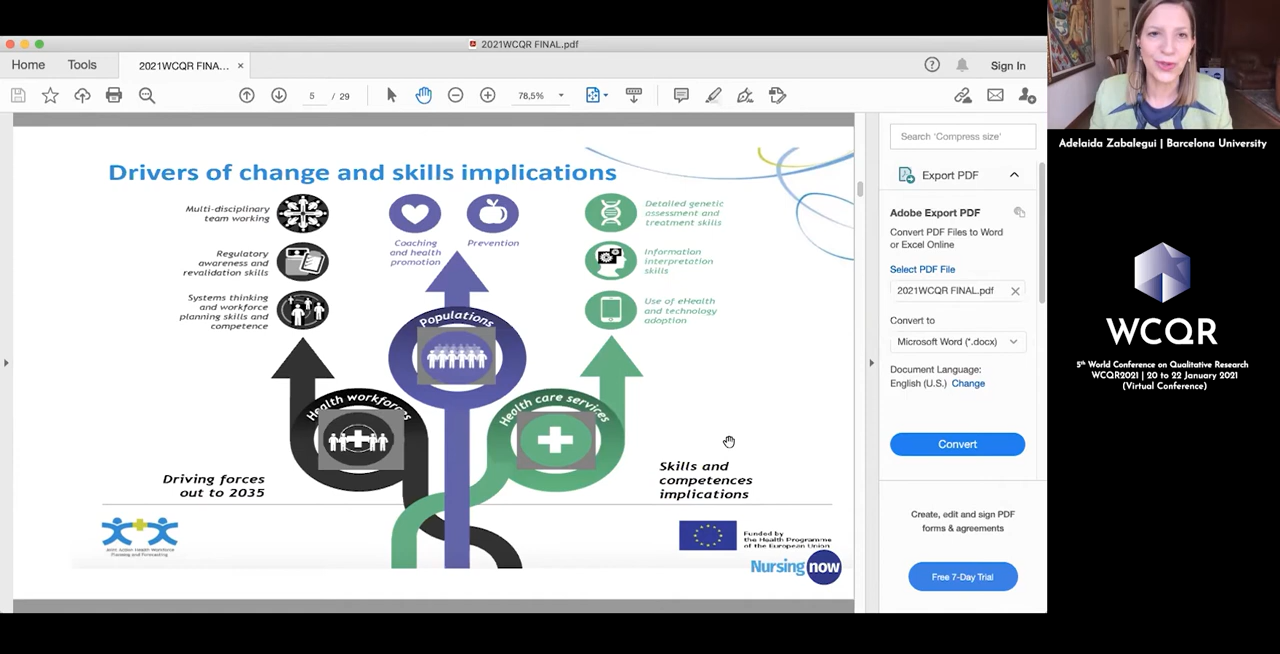 2021WCQR FINAL.pdf
Home
Tools
2021WCQR FINA... ×
Sign In
5 / 29
78,5%
Drivers of change and skills implications
Multi-disciplinary
team working
Regulatory
awareness and
revalidation skills
Systems thinking
and workforce
planning skills and
competence
Coaching
and health
promotion
Prevention
Detailed genetic
assessment and
treatment skills
Information
interpretation
skills
Use of eHealth
and technology
adoption
Populations
Health workforces
Health care services
Driving forces
out to 2035
Skills and
competences
implications
Joint Action Health Workforce
Planning and Forecasting
Funded by
the Health Programme
of the European Union
Nursing now
Search 'Compress size'
Export PDF
Adobe Export PDF
Convert PDF Files to Word
or Excel Online
Select PDF File
2021WCQR FINAL.pdf
Convert to
Microsoft Word (*.docx)
Document Language:
English (U.S.) Change
Convert
Create, edit and sign PDF
forms & agreements
Free 7-Day Trial
Adelaida Zabalegui | Barcelona University
WCQR
5th World Conference on Qualitative Research
WCQR2021 | 20 to 22 January 2021
(Virtual Conference)